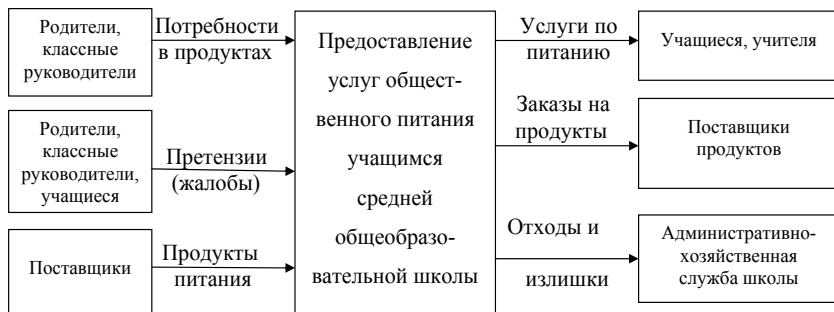 Родители,
классные
руководители
Потребности
в продуктах
Родители,
классные
руководители,
учащиеся
Претензии
(жалобы)
Поставщики
Продукты
питания
Предоставление
услуг общест-
венного питания
учащимся
средней
общеобразо-
вательной школы
Услуги по
питанию
Учащиеся, учителя
Заказы на
продукты
Поставщики
продуктов
Отходы и
излишки
Административно-
хозяйственная
служба школы